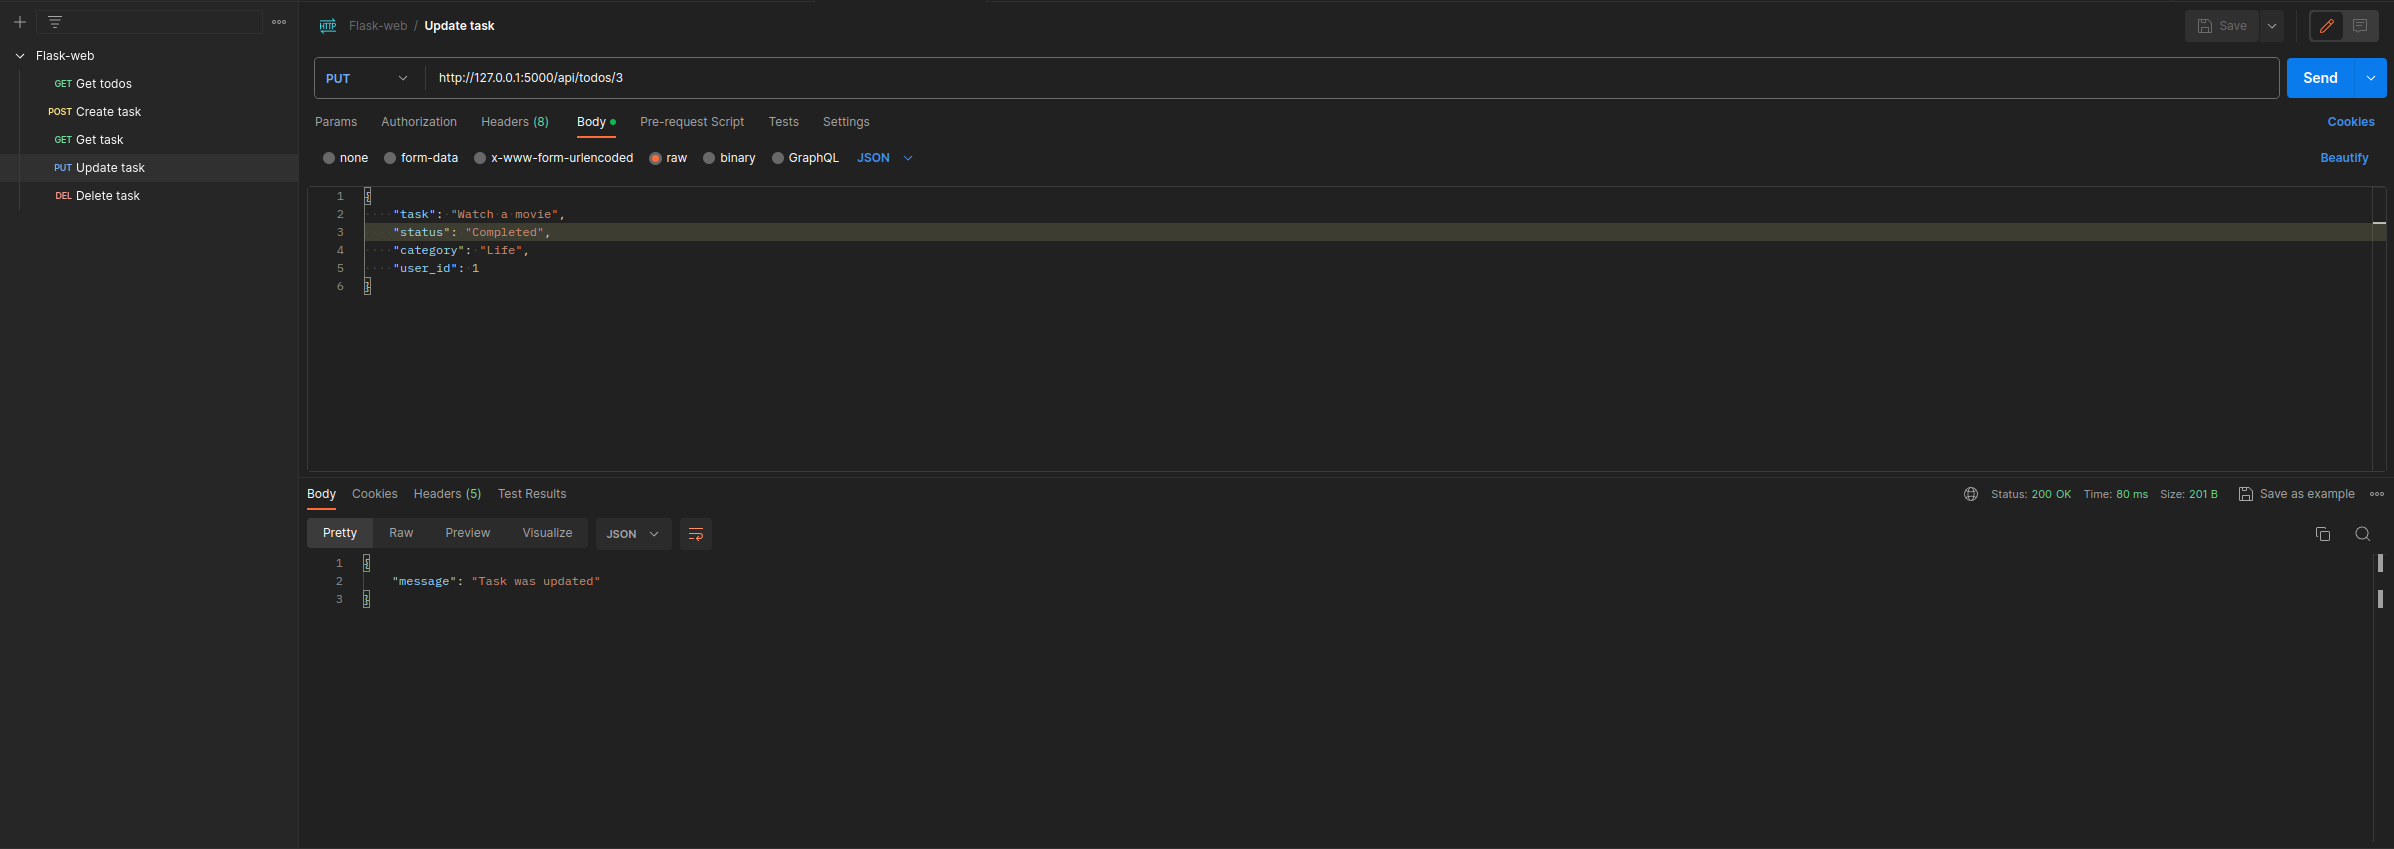 Flask-web
GET Get todos
POST Create task
GET Get task
PUT Update task
DEL Delete task
HTTP Flask-web / Update task
Save
PUT http://127.0.0.1:5000/api/todos/3
Send
Params Authorization Headers (8) Body Pre-request Script Tests Settings Cookies
none form-data x-www-form-urlencoded raw binary GraphQL JSON Beautify
1 {
2 "task": "Watch a movie",
3 "status": "Completed",
4 "category": "Life",
5 "user_id": 1
6 }
Body Cookies Headers (5) Test Results Status: 200 OK Time: 80 ms Size: 201 B Save as example
Pretty Raw Preview Visualize JSON
1 {
2 "message": "Task was updated"
3 }